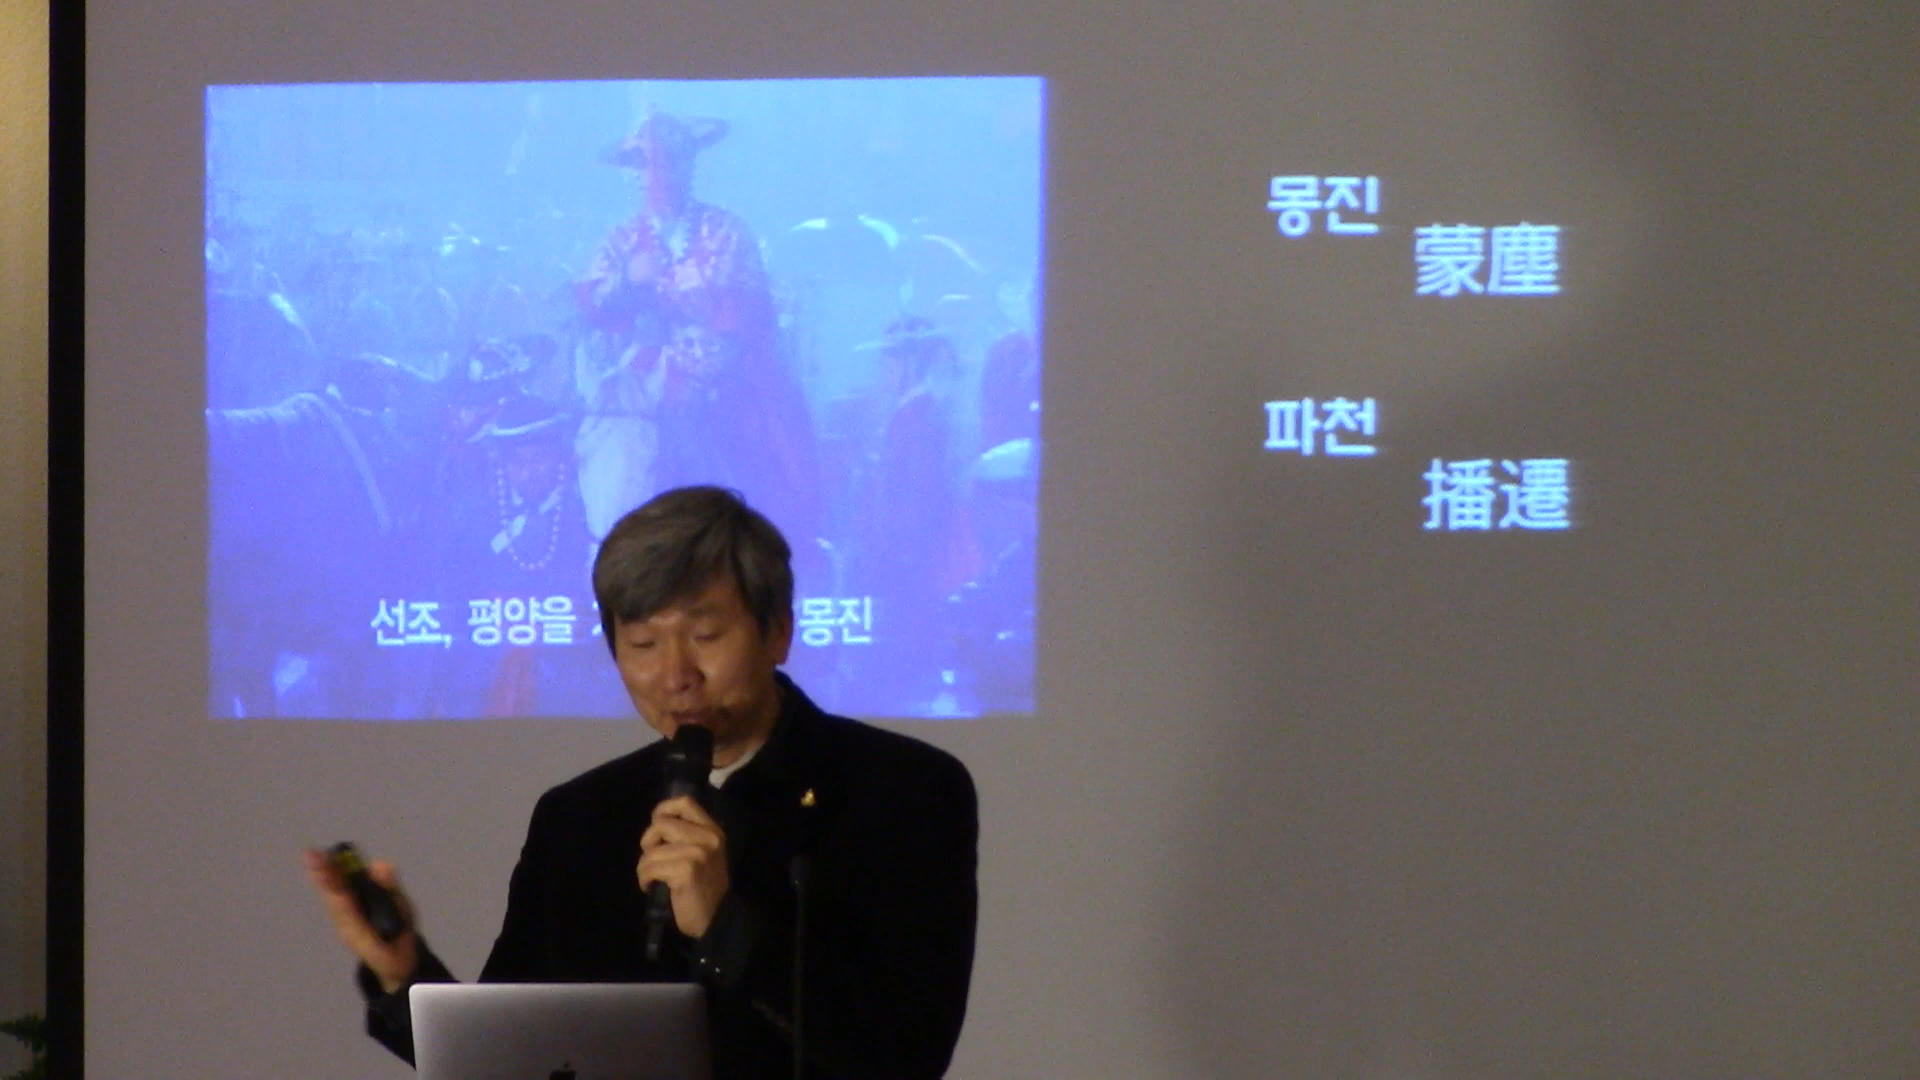 몽진
蒙塵
파천
播遷
선조, 평양을 몽진